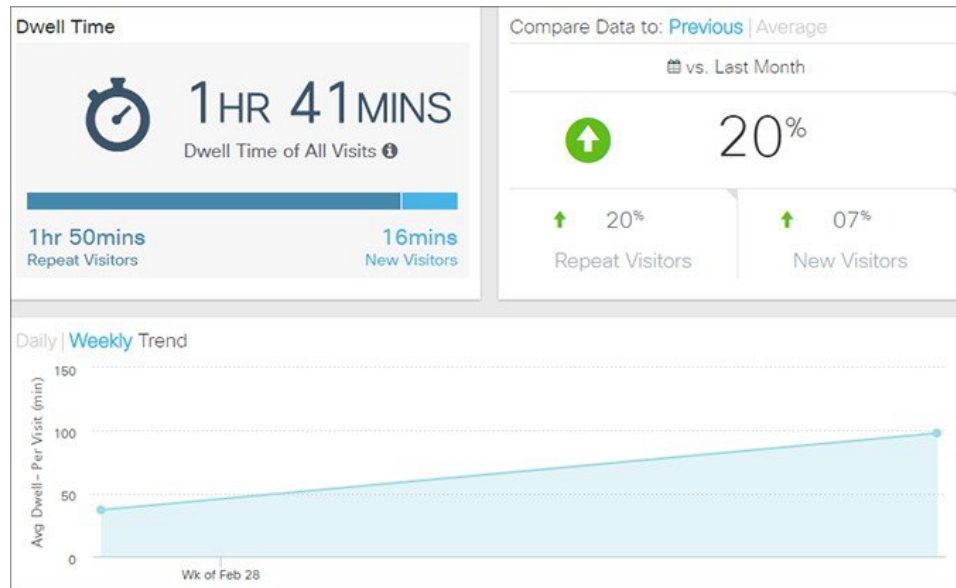 Dwell Time
1HR 41MINS
Dwell Time of All Visits
1hr 50mins
Repeat Visitors
16mins
New Visitors
Compare Data to: Previous | Average
vs. Last Month
20%
20%
Repeat Visitors
07%
New Visitors
Daily | Weekly Trend
Avg Dwell - Per Visit (min)
150
100
50
0
Wk of Feb 28